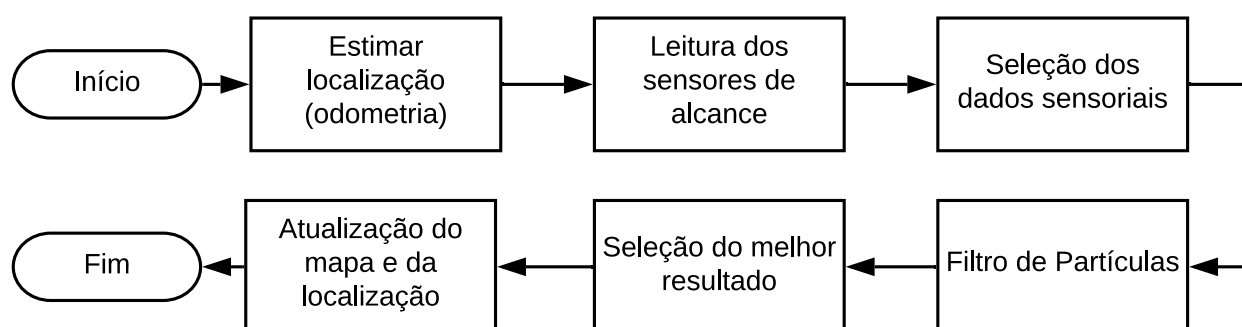 Início
Estimar
localização
(odometria)
Leitura dos
sensores de
alcance
Seleção dos
dados sensoriais
Filtro de Partículas
Seleção do melhor
resultado
Atualização do
mapa e da
localização
Fim